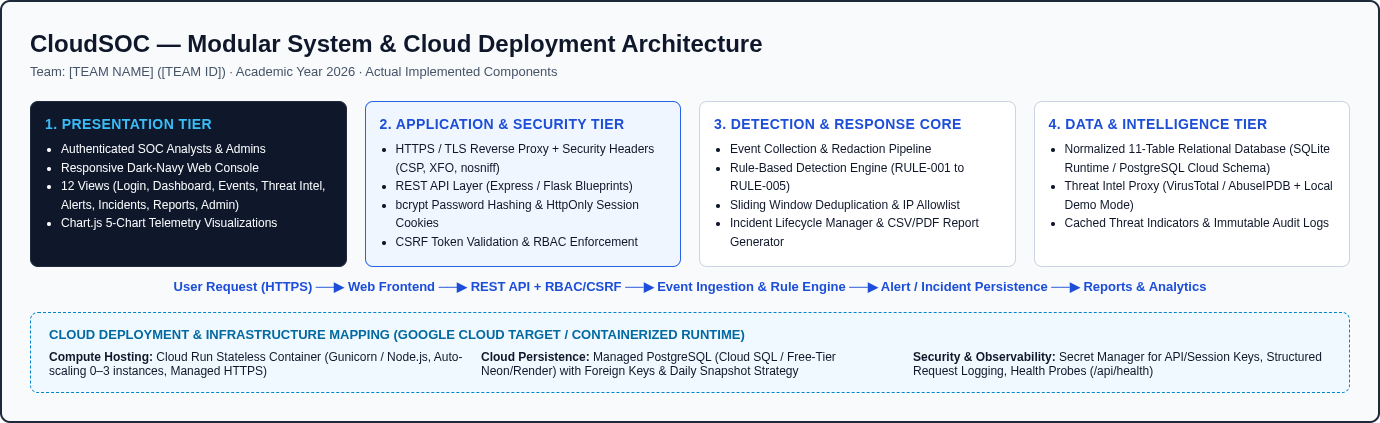 CloudSOC — Modular System & Cloud Deployment Architecture
Team: [TEAM NAME] ([TEAM ID]) · Academic Year 2026 · Actual Implemented Components
1. PRESENTATION TIER
• Authenticated SOC Analysts & Admins
• Responsive Dark-Navy Web Console
• 12 Views (Login, Dashboard, Events, Threat Intel,
Alerts, Incidents, Reports, Admin)
• Chart.js 5-Chart Telemetry Visualizations
2. APPLICATION & SECURITY TIER
• HTTPS / TLS Reverse Proxy + Security Headers
(CSP, XFO, nosniff)
• REST API Layer (Express / Flask Blueprints)
• bcrypt Password Hashing & HttpOnly Session
Cookies
• CSRF Token Validation & RBAC Enforcement
3. DETECTION & RESPONSE CORE
• Event Collection & Redaction Pipeline
• Rule-Based Detection Engine (RULE-001 to
RULE-005)
• Sliding Window Deduplication & IP Allowlist
• Incident Lifecycle Manager & CSV/PDF Report
Generator
4. DATA & INTELLIGENCE TIER
• Normalized 11-Table Relational Database (SQLite
Runtime / PostgreSQL Cloud Schema)
• Threat Intel Proxy (VirusTotal / AbuseIPDB + Local
Demo Mode)
• Cached Threat Indicators & Immutable Audit Logs
User Request (HTTPS) ──▶ Web Frontend ──▶ REST API + RBAC/CSRF ──▶ Event Ingestion & Rule Engine ──▶ Alert / Incident Persistence ──▶ Reports & Analytics
CLOUD DEPLOYMENT & INFRASTRUCTURE MAPPING (GOOGLE CLOUD TARGET / CONTAINERIZED RUNTIME)
Compute Hosting: Cloud Run Stateless Container (Gunicorn / Node.js, Auto-
scaling 0–3 instances, Managed HTTPS)
Cloud Persistence: Managed PostgreSQL (Cloud SQL / Free-Tier
Neon/Render) with Foreign Keys & Daily Snapshot Strategy
Security & Observability: Secret Manager for API/Session Keys, Structured
Request Logging, Health Probes (/api/health)